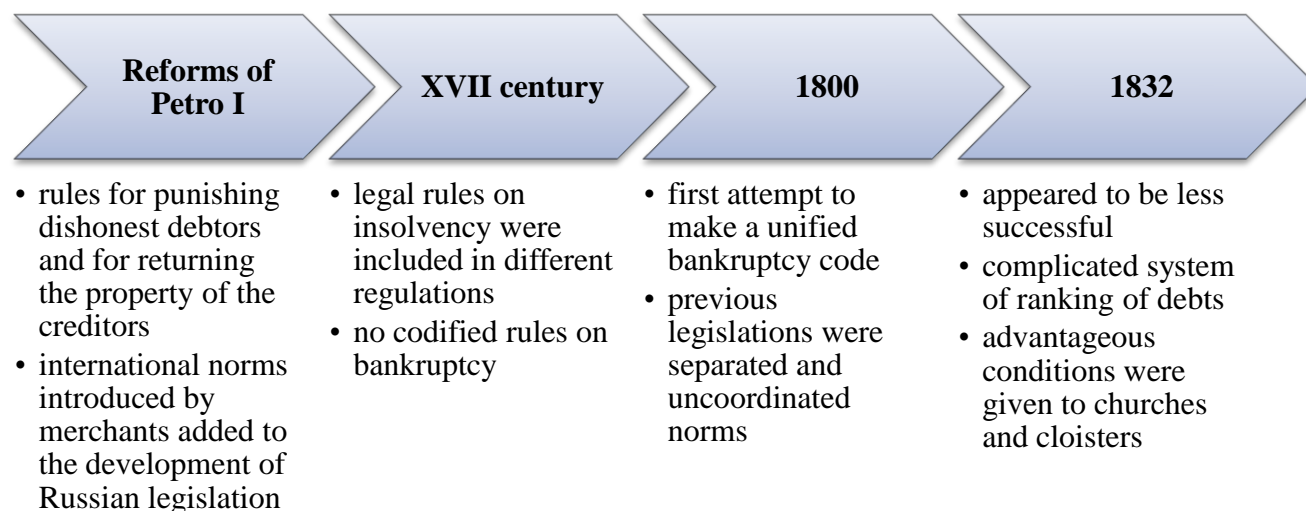 Reforms of
Petro I
• rules for punishing
dishonest debtors
and for returning
the property of the
creditors
• international norms
introduced by
merchants added to
the development of
Russian legislation
XVII century
• legal rules on
insolvency were
included in different
regulations
• no codified rules on
bankruptcy
1800
• first attempt to
make a unified
bankruptcy code
• previous
legislations were
separated and
uncoordinated
norms
1832
• appeared to be less
successful
• complicated system
of ranking of debts
• advantageous
conditions were
given to churches
and cloisters